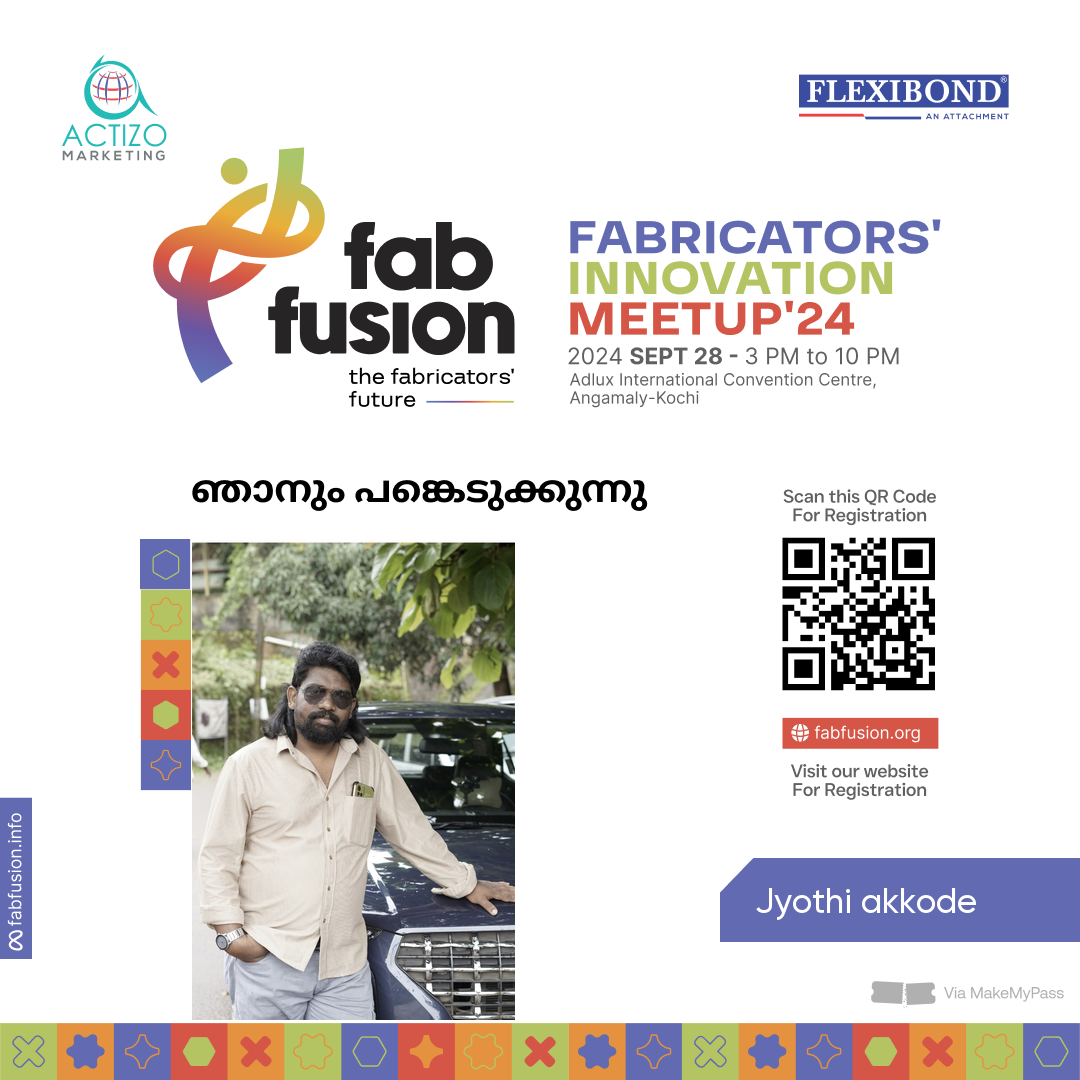 ACTIZO
MARKETING
FLEXIBOND®
AN ATTACHMENT
fab
fusion
the fabricators'
future
FABRICATORS'
INNOVATION
MEETUP'24
2024 SEPT 28 - 3 PM to 10 PM
Adlux International Convention Centre,
Angamaly-Kochi
ഞാനും പങ്കെടുക്കുന്നു
Scan this QR Code
For Registration
fabfusion.org
Visit our website
For Registration
fabfusion.info
Jyothi akkode
Via MakeMyPass